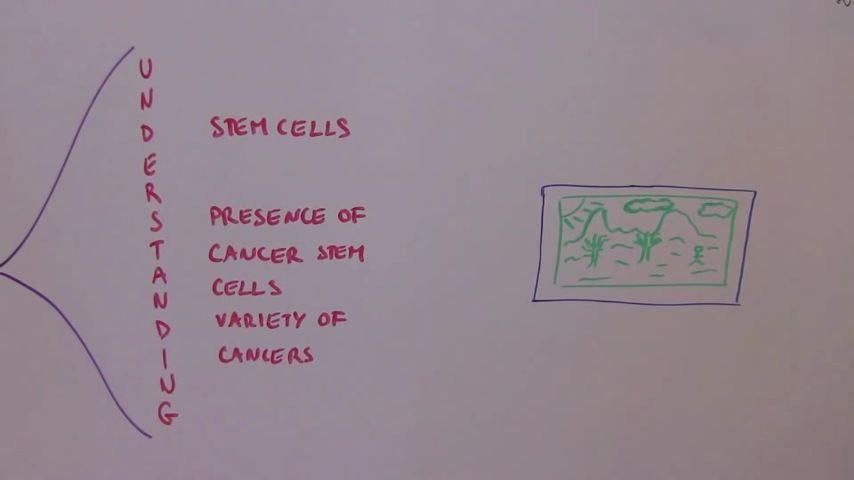 UNDERSTANDING
STEM CELLS
PRESENCE OF
CANCER STEM
CELLS
VARIETY OF
CANCERS